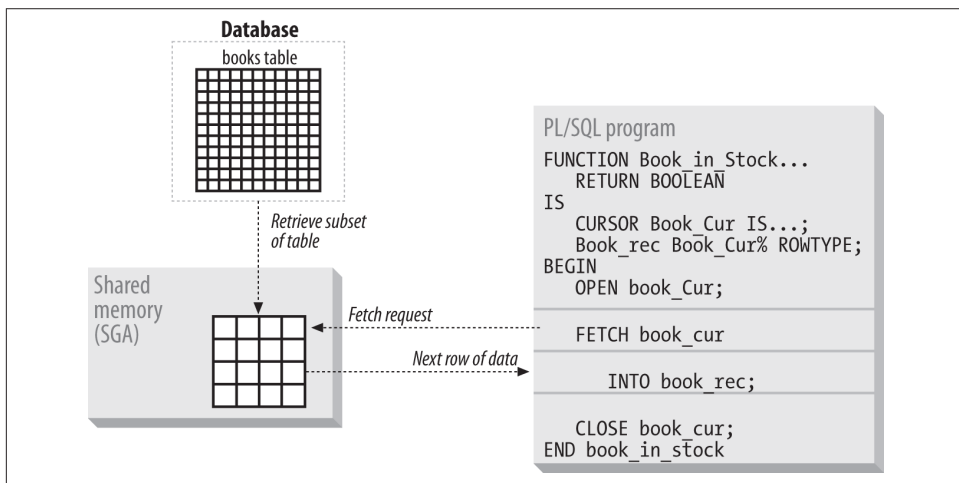 Database
books table
Retrieve subset
of table
Shared
memory
(SGA)
Fetch request
Next row of data
PL/SQL program
FUNCTION Book_in_Stock...
RETURN BOOLEAN
IS
CURSOR Book_Cur IS...;
Book_rec Book_Cur% ROWTYPE;
BEGIN
OPEN book_Cur;
FETCH book_cur
INTO book_rec;
CLOSE book_cur;
END book_in_stock